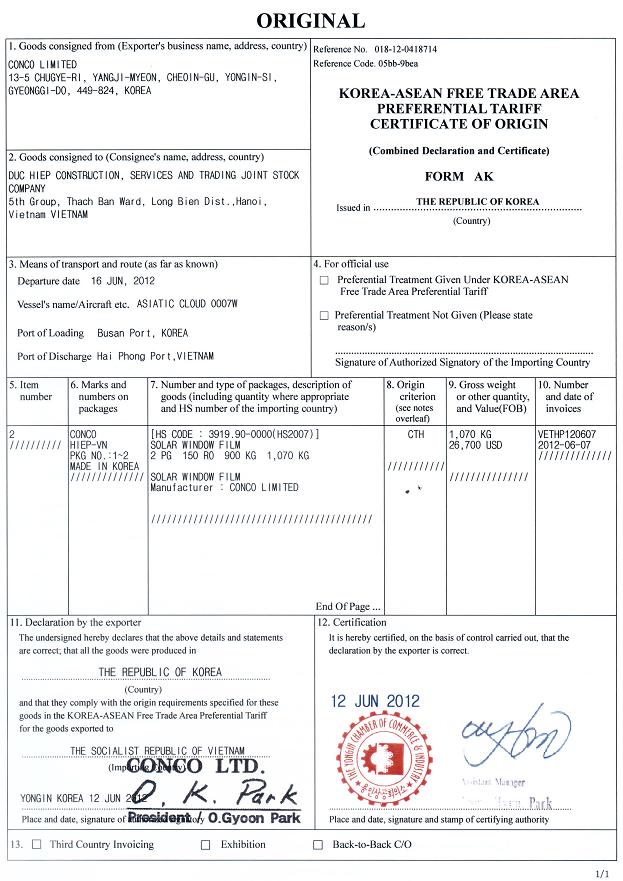 ORIGINAL
1. Goods consigned from (Exporter's business name, address, country)
CONCO LIMITED
13-5 CHUGYE-RI, YANGJI-MYEON, CHEOIN-GU, YONGIN-SI,
GYEONGGI-DO, 449-824, KOREA
Reference No. 018-12-0418714
Reference Code. 05bb-9bea
KOREA-ASEAN FREE TRADE AREA
PREFERENTIAL TARIFF
CERTIFICATE OF ORIGIN
(Combined Declaration and Certificate)
FORM AK
Issued in THE REPUBLIC OF KOREA
(Country)
2. Goods consigned to (Consignee's name, address, country)
DUC HIEP CONSTRUCTION, SERVICES AND TRADING JOINT STOCK
COMPANY
5th Group, Thach Ban Ward, Long Bien Dist.,Hanoi,
Vietnam VIETNAM
3. Means of transport and route (as far as known)
Departure date 16 JUN, 2012
Vessel's name/Aircraft etc. ASIATIC CLOUD 0007W
Port of Loading Busan Port, KOREA
Port of Discharge Hai Phong Port,VIETNAM
4. For official use
Preferential Treatment Given Under KOREA-ASEAN
Free Trade Area Preferential Tariff
Preferential Treatment Not Given (Please state
reason/s)
Signature of Authorized Signatory of the Importing Country
5. Item
number
6. Marks and
numbers on
packages
7. Number and type of packages, description of
goods (including quantity where appropriate
and HS number of the importing country)
8. Origin
criterion
(see notes
overleaf)
9. Gross weight
or other quantity,
and Value(FOB)
10. Number
and date of
invoices
2
//////////
CONCO
HIEP-VN
PKG NO.:1~2
MADE IN KOREA
//////////////
[HS CODE : 3919.90-0000(HS2007)]
SOLAR WINDOW FILM
2 PG 150 RO 900 KG 1,070 KG
SOLAR WINDOW FILM
Manufacturer : CONCO LIMITED
//////////////////////////////////////////
End Of Page ...
CTH
///////////
1,070 KG
26,700 USD
///////////////
VETHP120607
2012-06-07
//////////////
11. Declaration by the exporter
The undersigned hereby declares that the above details and statements
are correct; that all the goods were produced in
THE REPUBLIC OF KOREA
(Country)
and that they comply with the origin requirements specified for these
goods in the KOREA-ASEAN Free Trade Area Preferential Tariff
for the goods exported to
THE SOCIALIST REPUBLIC OF VIETNAM
(Importing Country)
CONCO LTD.
O. K. Park
YONGIN KOREA 12 JUN 2012
President / O.Gyoon Park
Place and date, signature of authorized signatory
12. Certification
It is hereby certified, on the basis of control carried out, that the
declaration by the exporter is correct.
12 JUN 2012
THE YONGIN CHAMBER OF COMMERCE & INDUSTRY
용인상공회의소
Assistant Manager
Park
Place and date, signature and stamp of certifying authority
13. Third Country Invoicing
Exhibition
Back-to-Back C/O
1/1